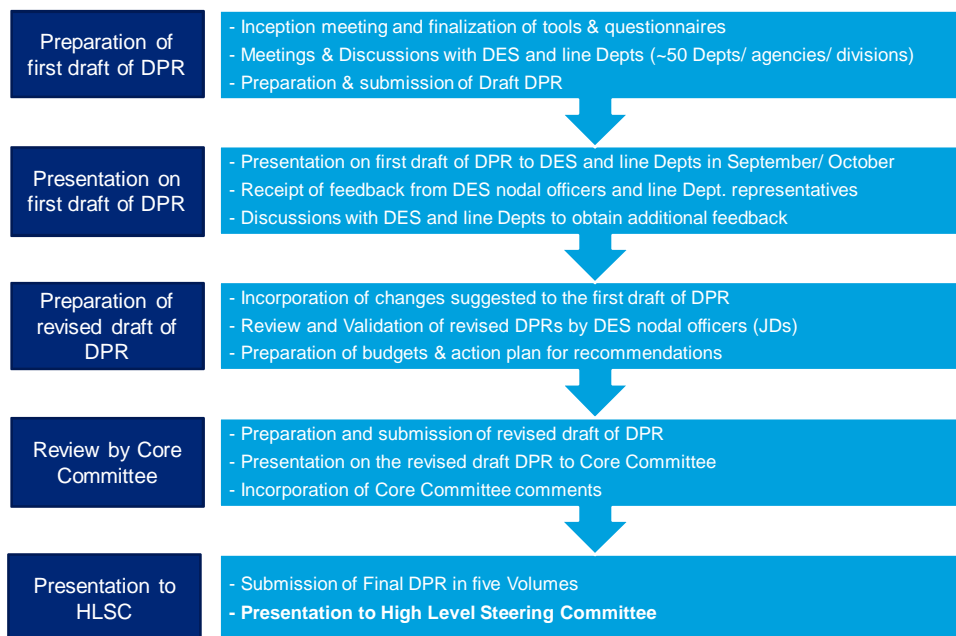 Preparation of
first draft of DPR
- Inception meeting and finalization of tools & questionnaires
- Meetings & Discussions with DES and line Depts (~50 Depts/ agencies/ divisions)
- Preparation & submission of Draft DPR
Presentation on
first draft of DPR
- Presentation on first draft of DPR to DES and line Depts in September/ October
- Receipt of feedback from DES nodal officers and line Dept. representatives
- Discussions with DES and line Depts to obtain additional feedback
Preparation of
revised draft of
DPR
- Incorporation of changes suggested to the first draft of DPR
- Review and Validation of revised DPRs by DES nodal officers (JDs)
- Preparation of budgets & action plan for recommendations
Review by Core
Committee
- Preparation and submission of revised draft of DPR
- Presentation on the revised draft DPR to Core Committee
- Incorporation of Core Committee comments
Presentation to
HLSC
- Submission of Final DPR in five Volumes
- Presentation to High Level Steering Committee